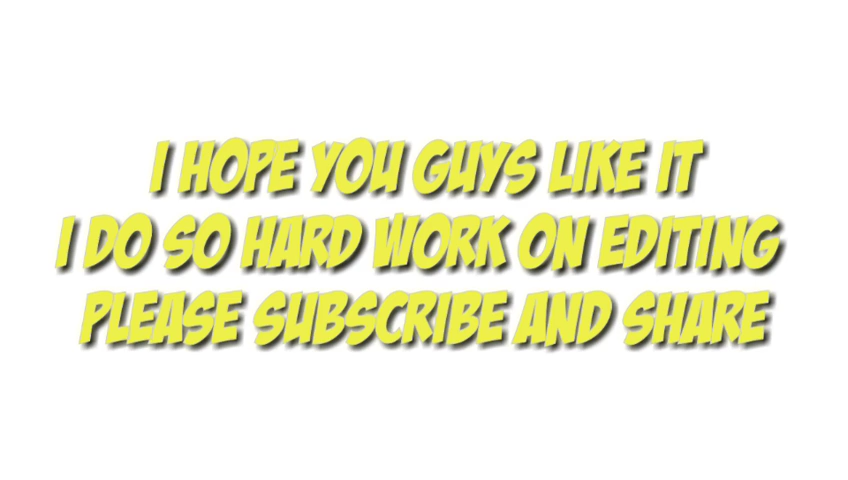 I HOPE YOU GUYS LIKE IT
I DO SO HARD WORK ON EDITING
PLEASE SUBSCRIBE AND SHARE